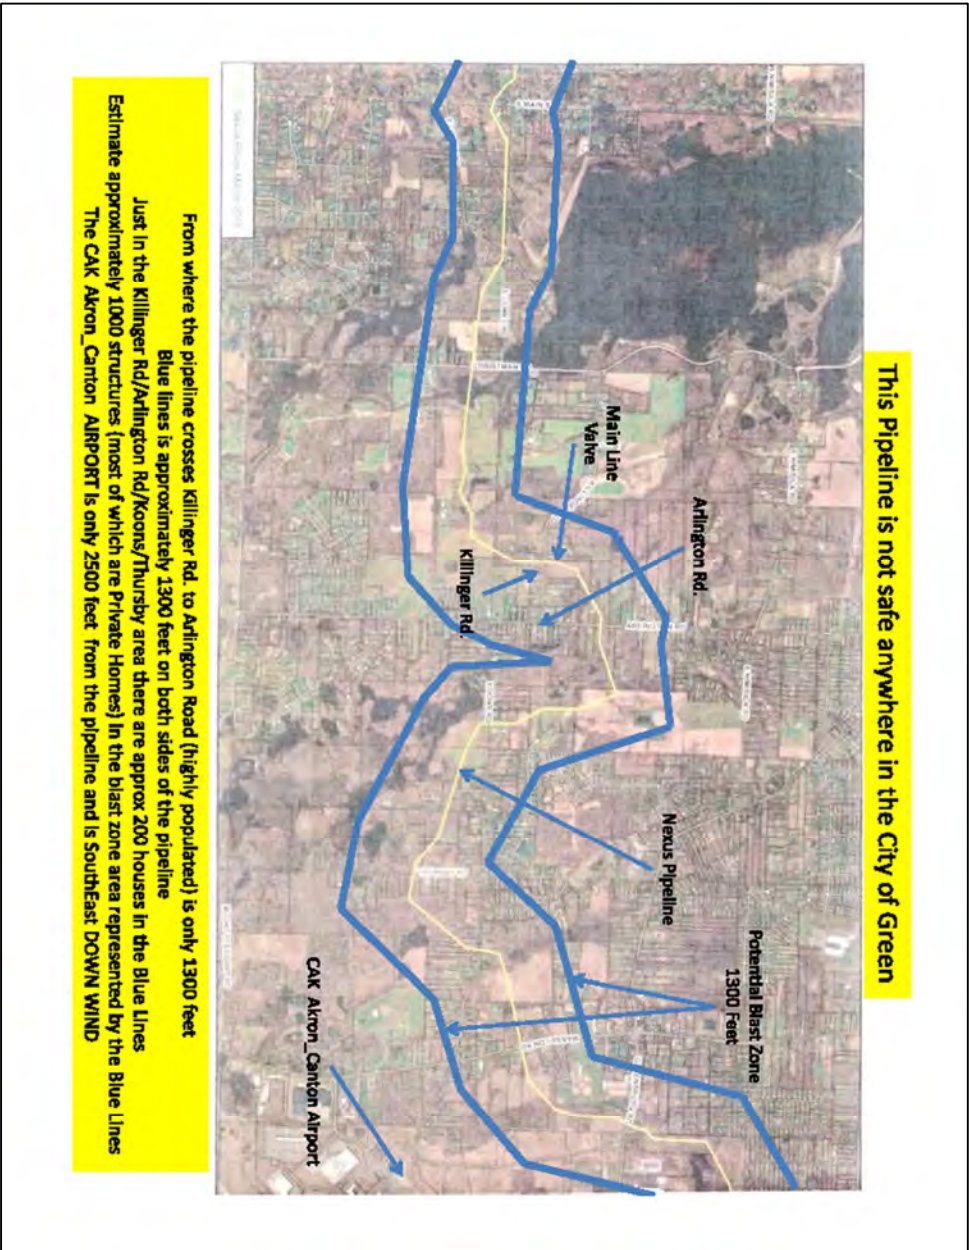 This Pipeline is not safe anywhere in the City of Green
Potential Blast Zone
1300 Feet
Arlington Rd.
Main Line
Valve
Nexus Pipeline
Killinger Rd.
CAK Akron_Canton Airport
From where the pipeline crosses Killinger Rd. to Arlington Road (highly populated) is only 1300 feet
Blue lines is approximately 1300 feet on both sides of the pipeline
Just in the Killinger Rd/Arlington Rd/Koons/Thursby area there are approx 200 houses in the Blue Lines
Estimate approximately 1000 structures (most of which are Private Homes) in the blast zone area represented by the Blue Lines
The CAK Akron_Canton AIRPORT is only 2500 feet from the pipeline and is SouthEast DOWN WIND